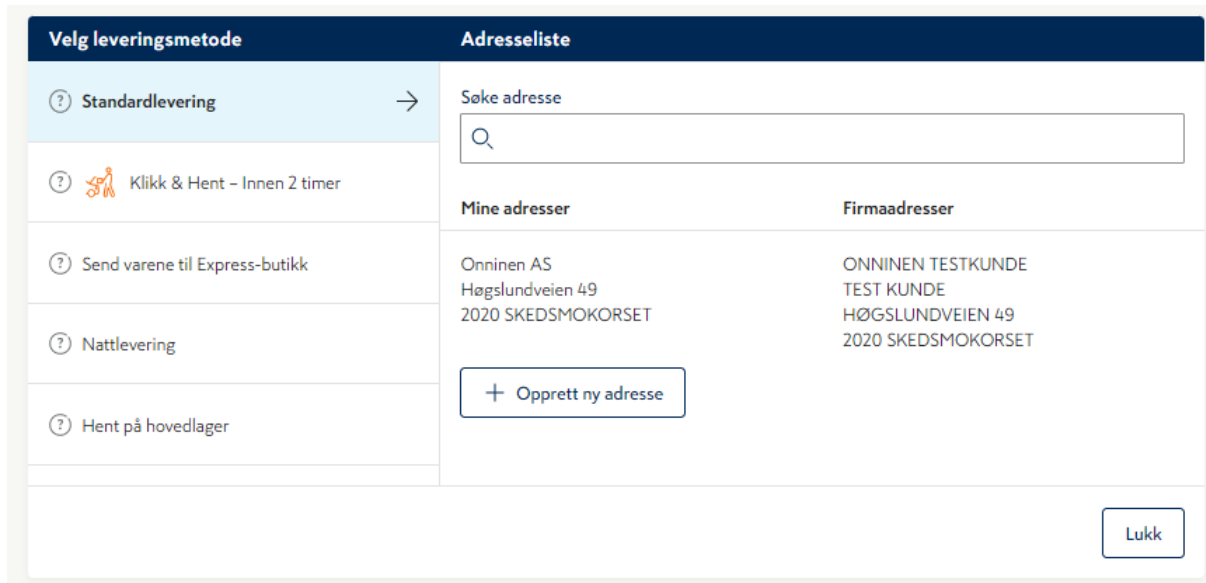 Velg leveringsmetode
Adresseliste
Standardlevering
Klikk & Hent – Innen 2 timer
Send varene til Express-butikk
Nattlevering
Hent på hovedlager
Søke adresse
Mine adresser
Onninen AS
Høgslundveien 49
2020 SKEDSMOKORSET
Opprett ny adresse
Firmaadresser
ONNINEN TESTKUNDE
TEST KUNDE
HØGSLUNDVEIEN 49
2020 SKEDSMOKORSET
Lukk